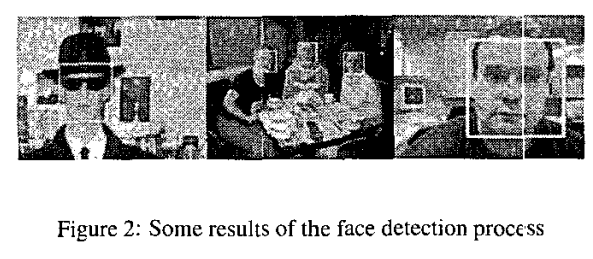 Figure 2: Some results of the face detection process